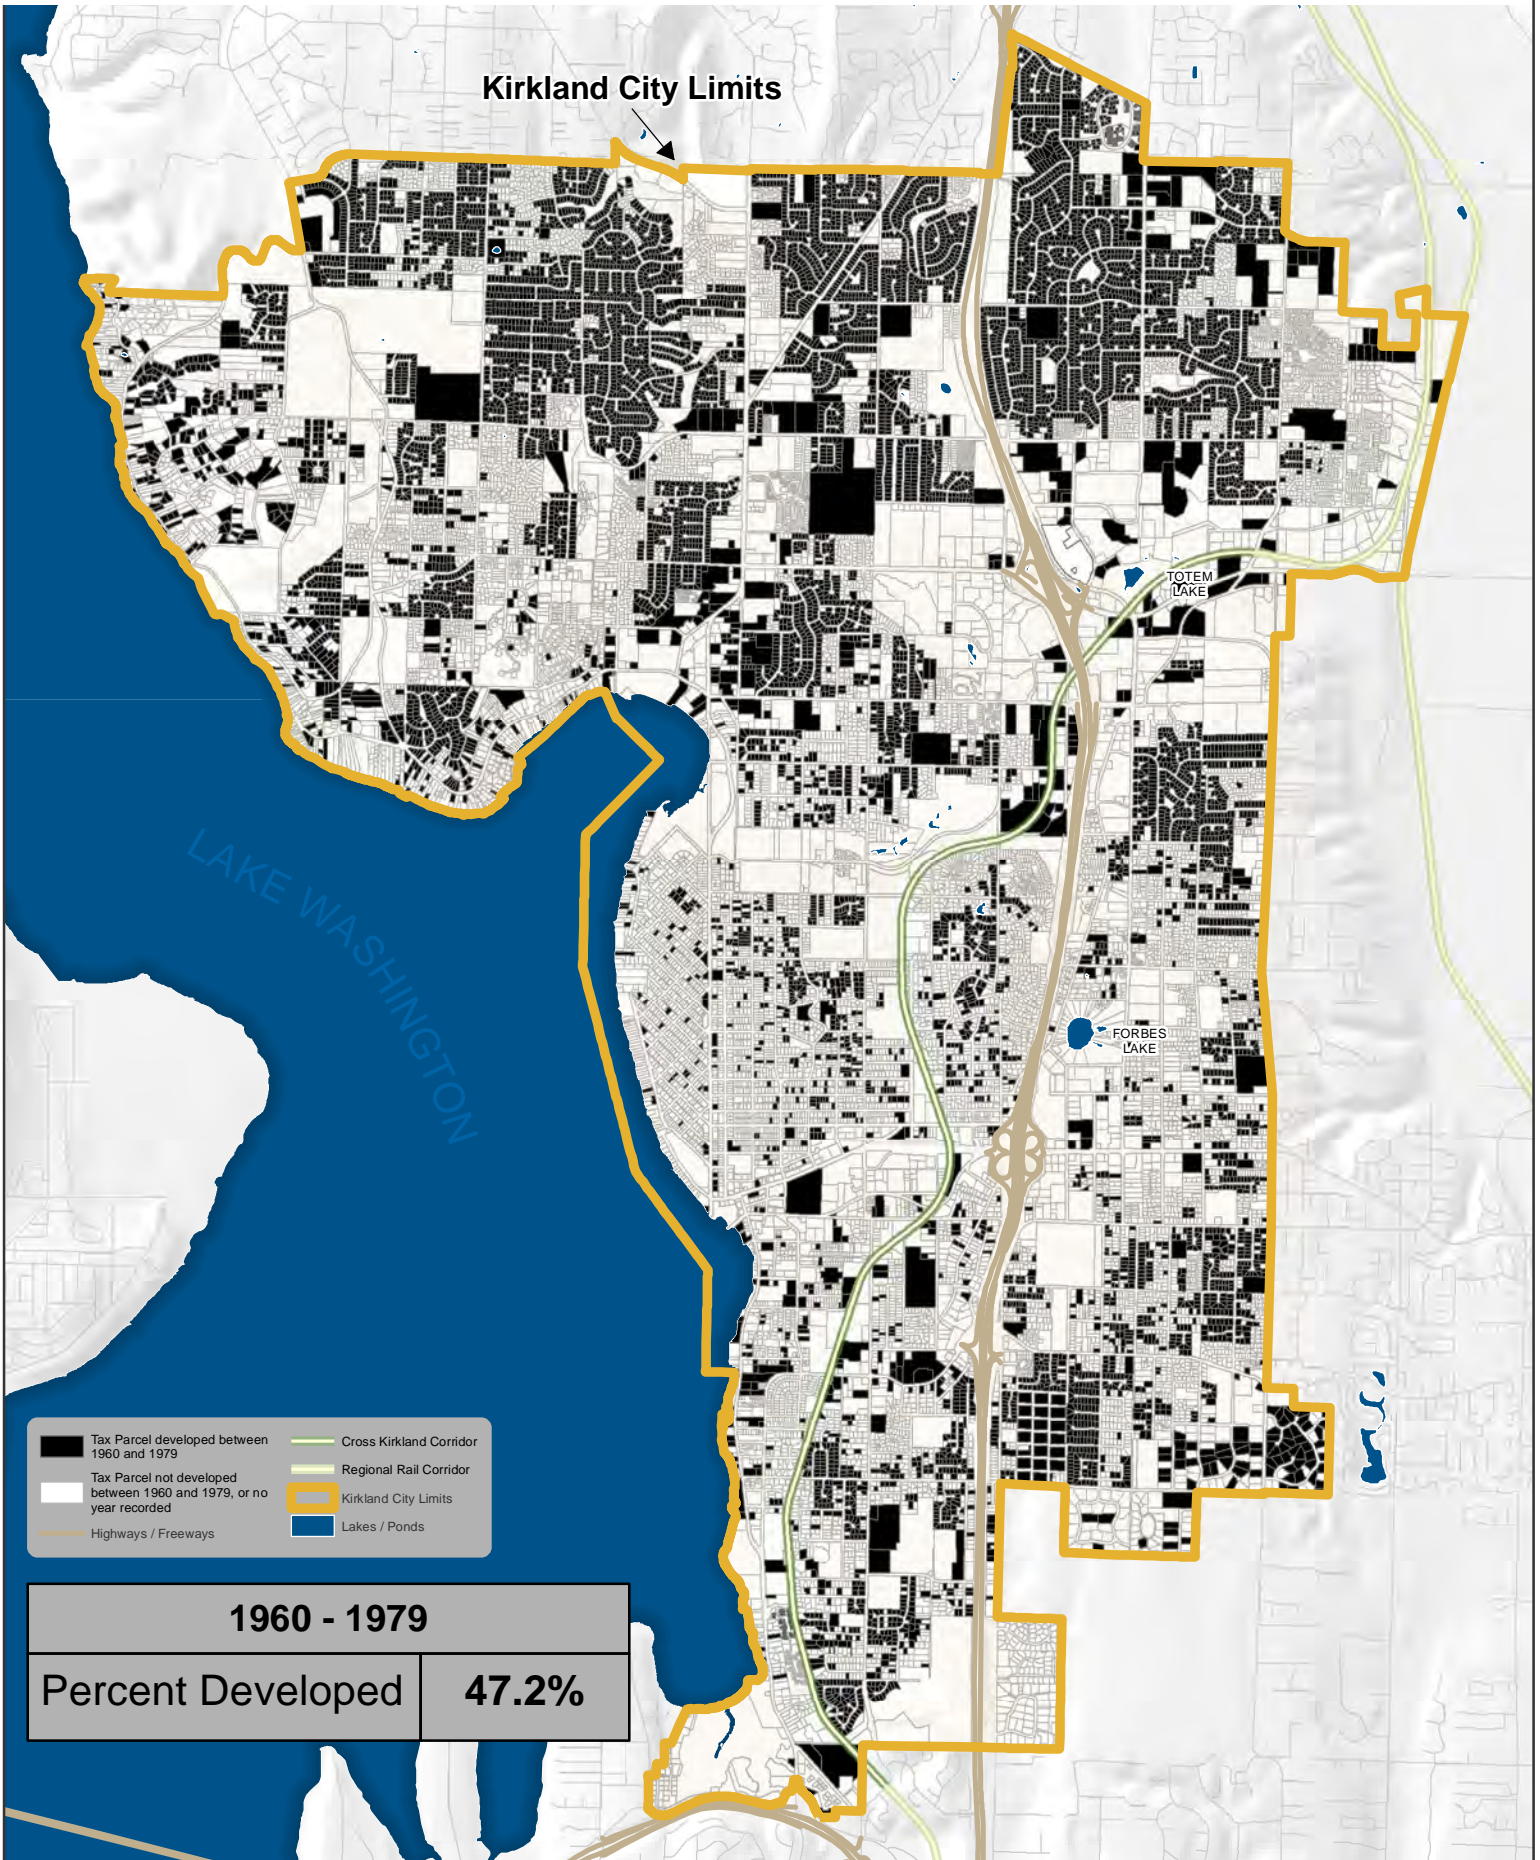 Kirkland City Limits
TOTEM
LAKE
LAKE WASHINGTON
FORBES
LAKE
Tax Parcel developed between
1960 and 1979
Tax Parcel not developed
between 1960 and 1979, or no
year recorded
Highways / Freeways
Cross Kirkland Corridor
Regional Rail Corridor
Kirkland City Limits
Lakes / Ponds
1960 - 1979
Percent Developed 47.2%